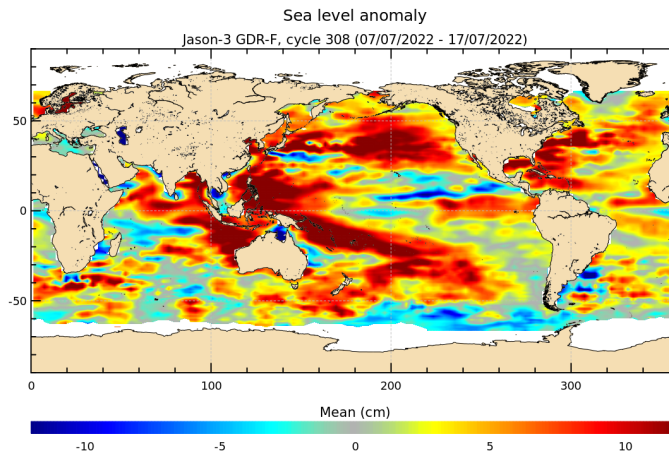 Sea level anomaly
Jason-3 GDR-F, cycle 308 (07/07/2022 - 17/07/2022)
50
0
-50
0 100 200 300
Mean (cm)
-10 -5 0 5 10